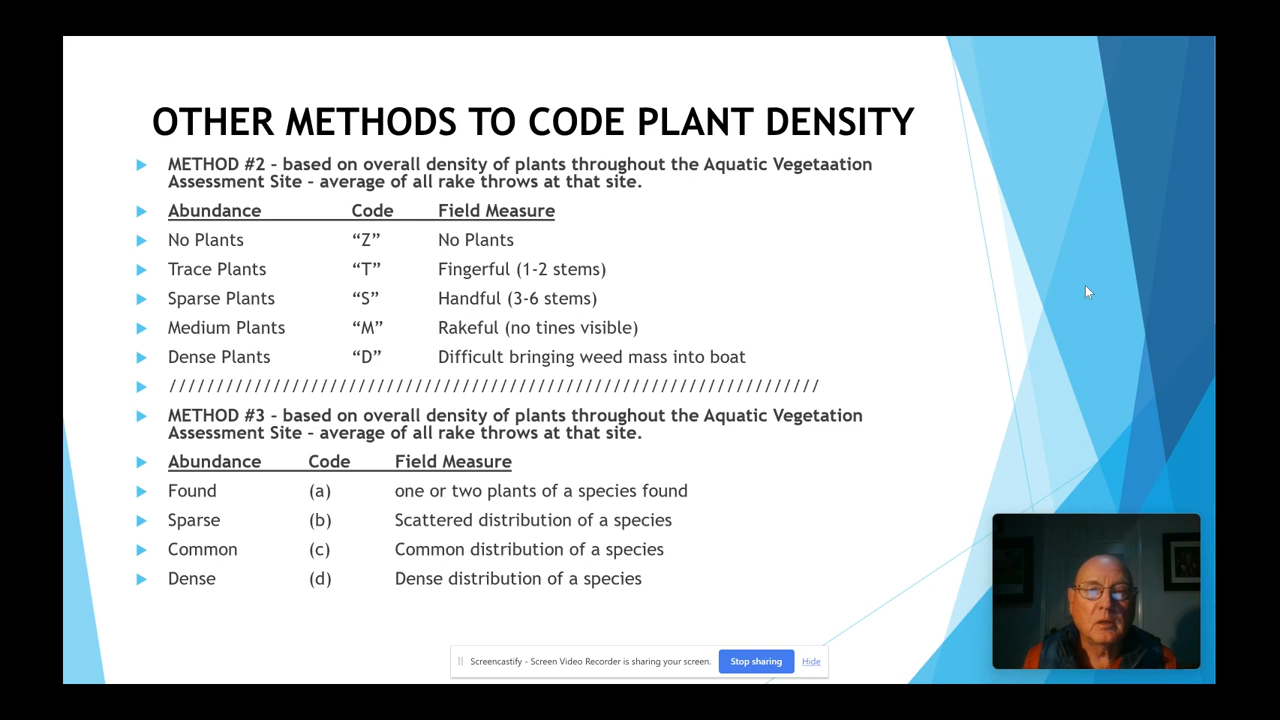 OTHER METHODS TO CODE PLANT DENSITY
METHOD #2 – based on overall density of plants throughout the Aquatic Vegetaation
Assessment Site – average of all rake throws at that site.
Abundance Code Field Measure
No Plants “Z” No Plants
Trace Plants “T” Fingerful (1-2 stems)
Sparse Plants “S” Handful (3-6 stems)
Medium Plants “M” Rakeful (no tines visible)
Dense Plants “D” Difficult bringing weed mass into boat
/////////////////////////////////////////////////////////////////////
METHOD #3 – based on overall density of plants throughout the Aquatic Vegetation
Assessment Site – average of all rake throws at that site.
Abundance Code Field Measure
Found (a) one or two plants of a species found
Sparse (b) Scattered distribution of a species
Common (c) Common distribution of a species
Dense (d) Dense distribution of a species
Screencastify - Screen Video Recorder is sharing your screen. Stop sharing Hide